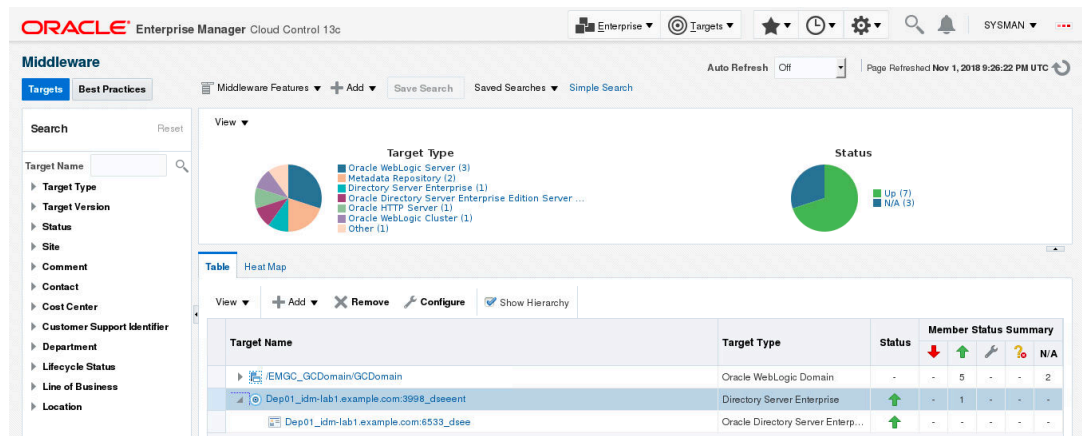 ORACLE® Enterprise Manager Cloud Control 13c
Enterprise ▼ Targets ▼ SYSMAN ▼
Middleware
Auto Refresh Off Page Refreshed Nov 1, 2018 9:26:22 PM UTC
Targets Best Practices Middleware Features ▼ Add ▼ Save Search Saved Searches ▼ Simple Search
Search Reset
Target Name
Target Type
Target Version
Status
Site
Comment
Contact
Cost Center
Customer Support Identifier
Department
Lifecycle Status
Line of Business
Location
View ▼
Target Type
Oracle WebLogic Server (3)
Metadata Repository (2)
Directory Server Enterprise (1)
Oracle Directory Server Enterprise Edition Server ...
Oracle HTTP Server (1)
Oracle WebLogic Cluster (1)
Other (1)
Status
Up (7)
N/A (3)
Table Heat Map
View ▼ Add ▼ Remove Configure Show Hierarchy
Target Name Target Type Status Member Status Summary
N/A
/EMGC_GCDomain/GCDomain Oracle WebLogic Domain - - 5 - - 2
Dep01_idm-lab1.example.com:3998_dseeent Directory Server Enterprise - 1 - - -
Dep01_idm-lab1.example.com:6533_dsee Oracle Directory Server Enterp... - - - - -